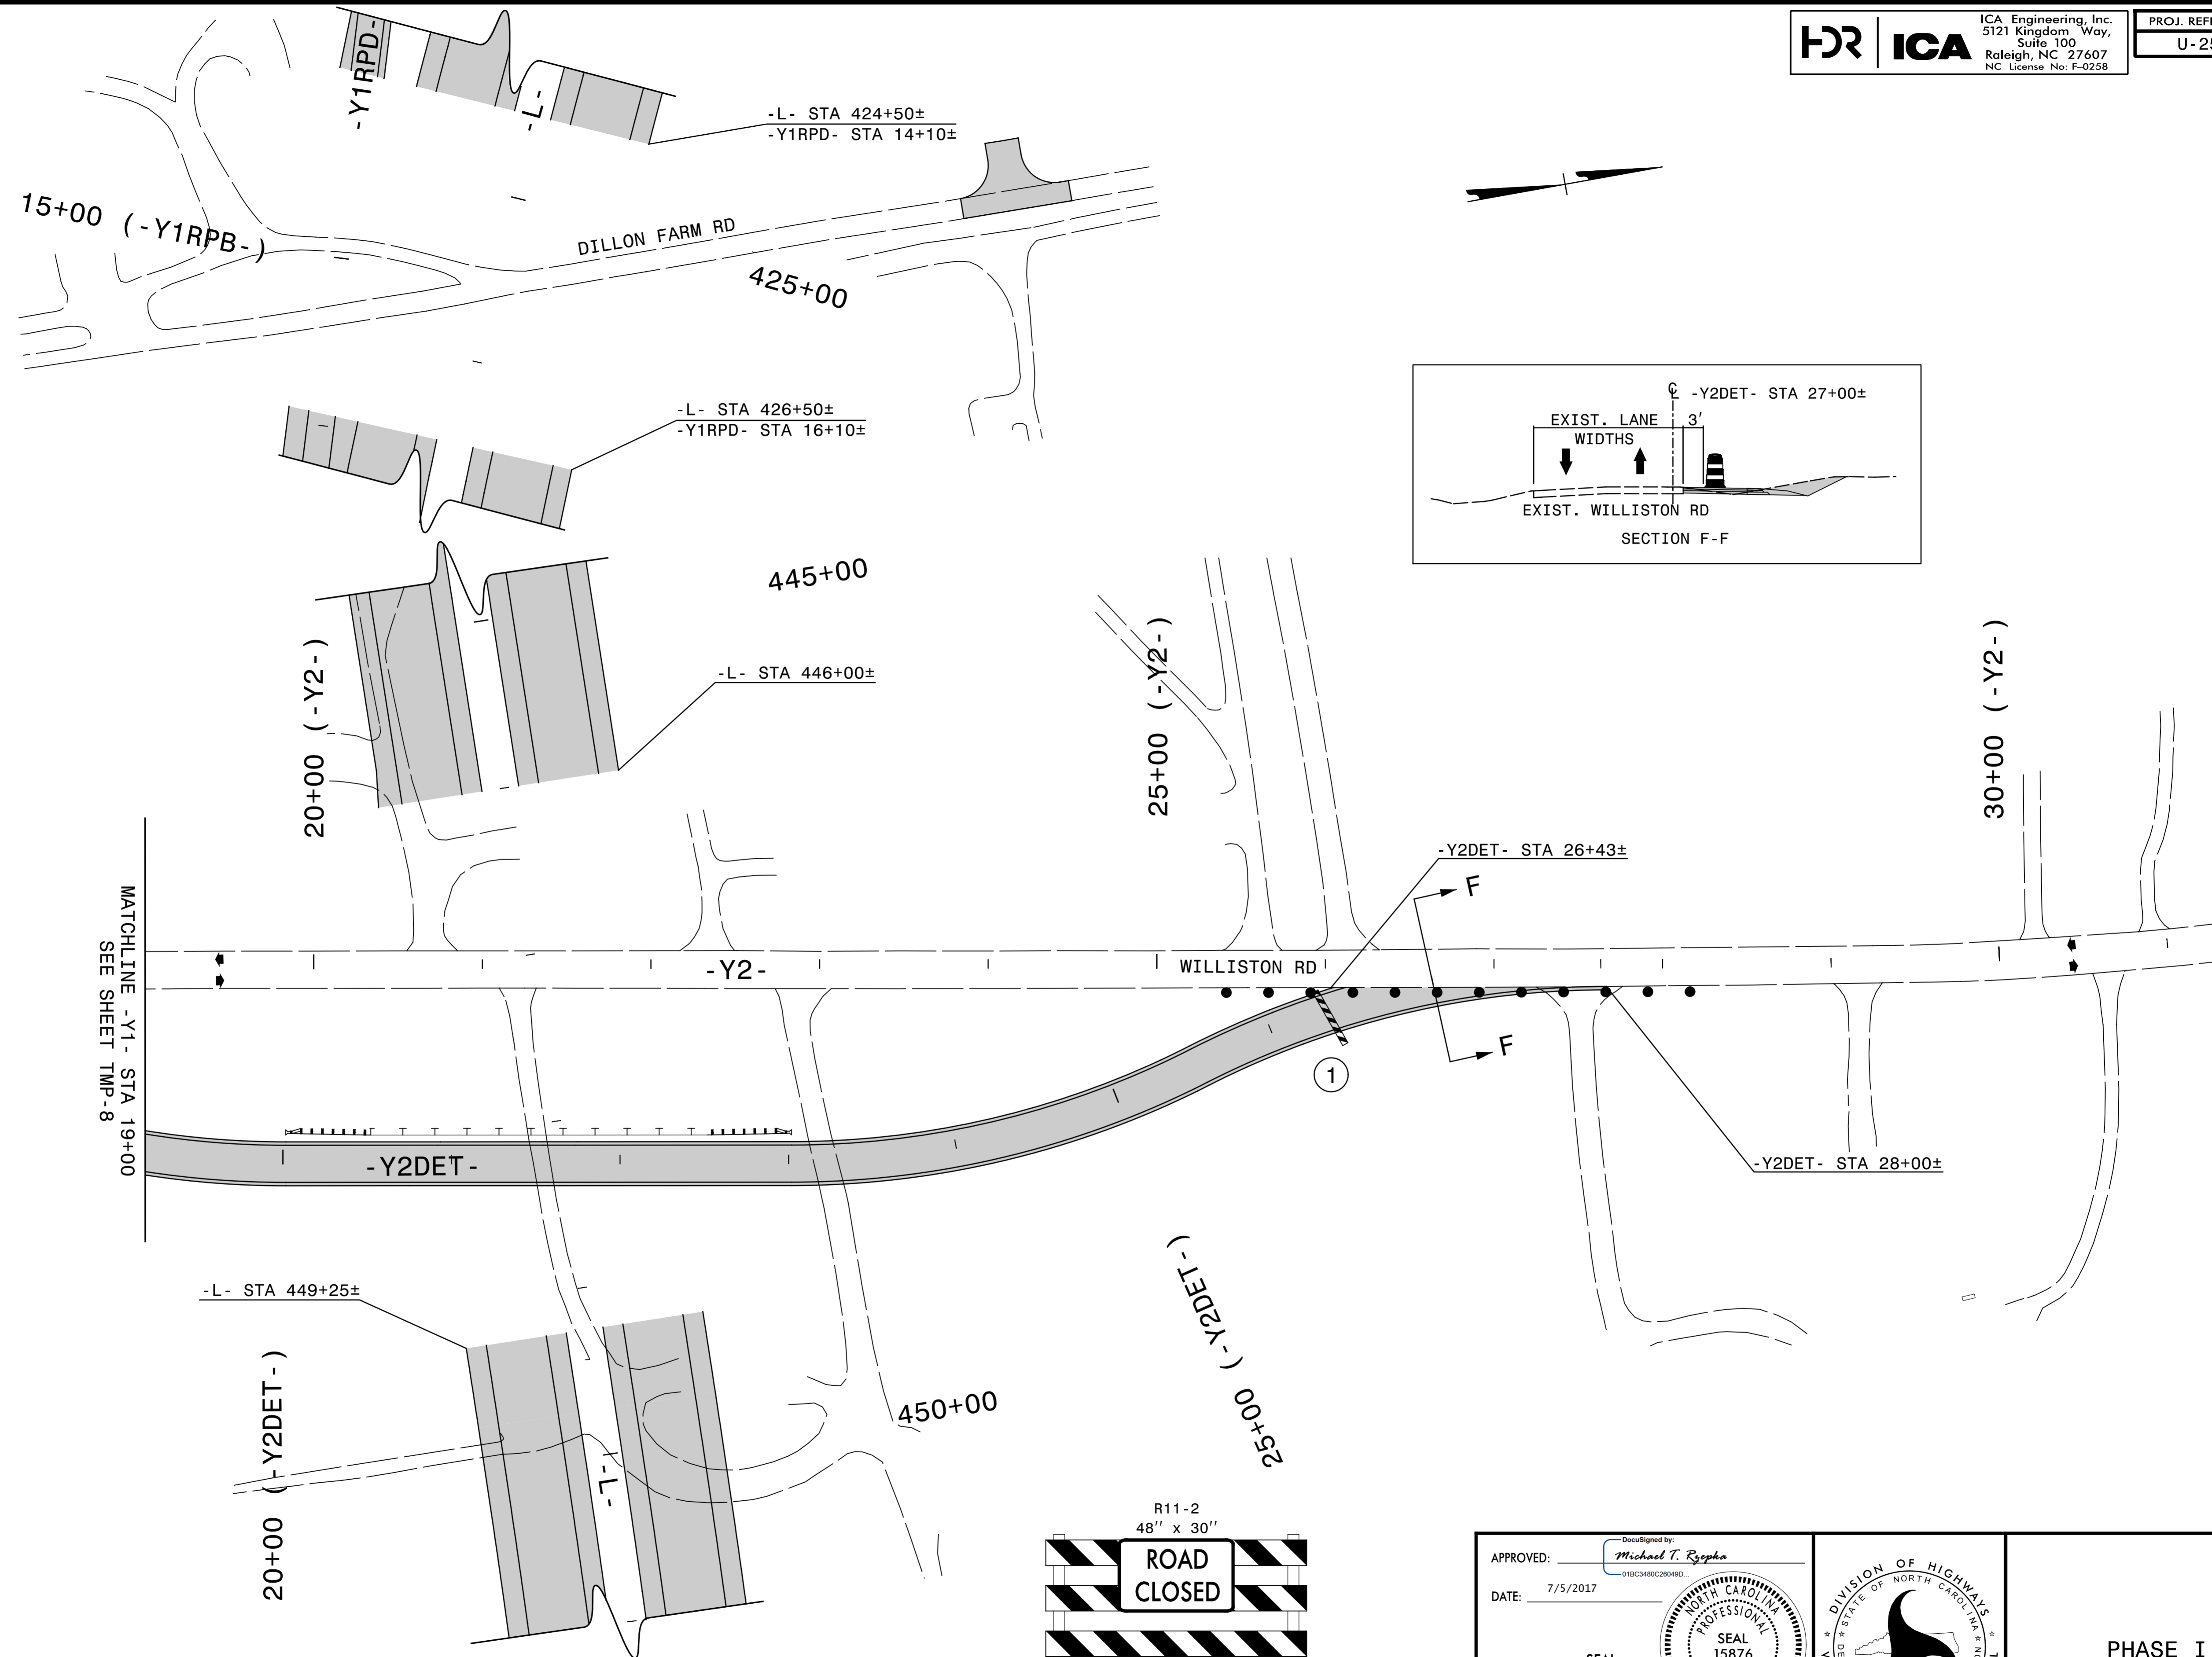 HDR ICA
ICA Engineering, Inc.
5121 Kingdom Way,
Suite 100
Raleigh, NC 27607
NC License No: F-0258
-Y1RPD-
-L-
-L- STA 424+50±
-Y1RPD- STA 14+10±
15+00 (-Y1RPB-)
DILLON FARM RD
425+00
-L- STA 426+50±
-Y1RPD- STA 16+10±
℄ -Y2DET- STA 27+00±
EXIST. LANE 3'
WIDTHS
EXIST. WILLISTON RD
SECTION F-F
445+00
-L- STA 446+00±
20+00 (-Y2-)
25+00 (-Y2-)
30+00 (-Y2-)
-Y2DET- STA 26+43±
F
MATCHLINE -Y1- STA 19+00
SEE SHEET TMP-8
-Y2-
WILLISTON RD
F
1
-Y2DET-
-Y2DET- STA 28+00±
-L- STA 449+25±
20+00 (-Y2DET-)
25+00 (-Y2DET-)
450+00
-L-
R11-2
48'' x 30''
ROAD
CLOSED
APPROVED:
DocuSigned by:
Michael T. Rzepka
01BC3480C26049D...
DATE: 7/5/2017
NORTH CAROLINA
PROFESSIONAL
SEAL
15876
DIVISION OF HIGHWAYS
STATE OF NORTH CAROLINA